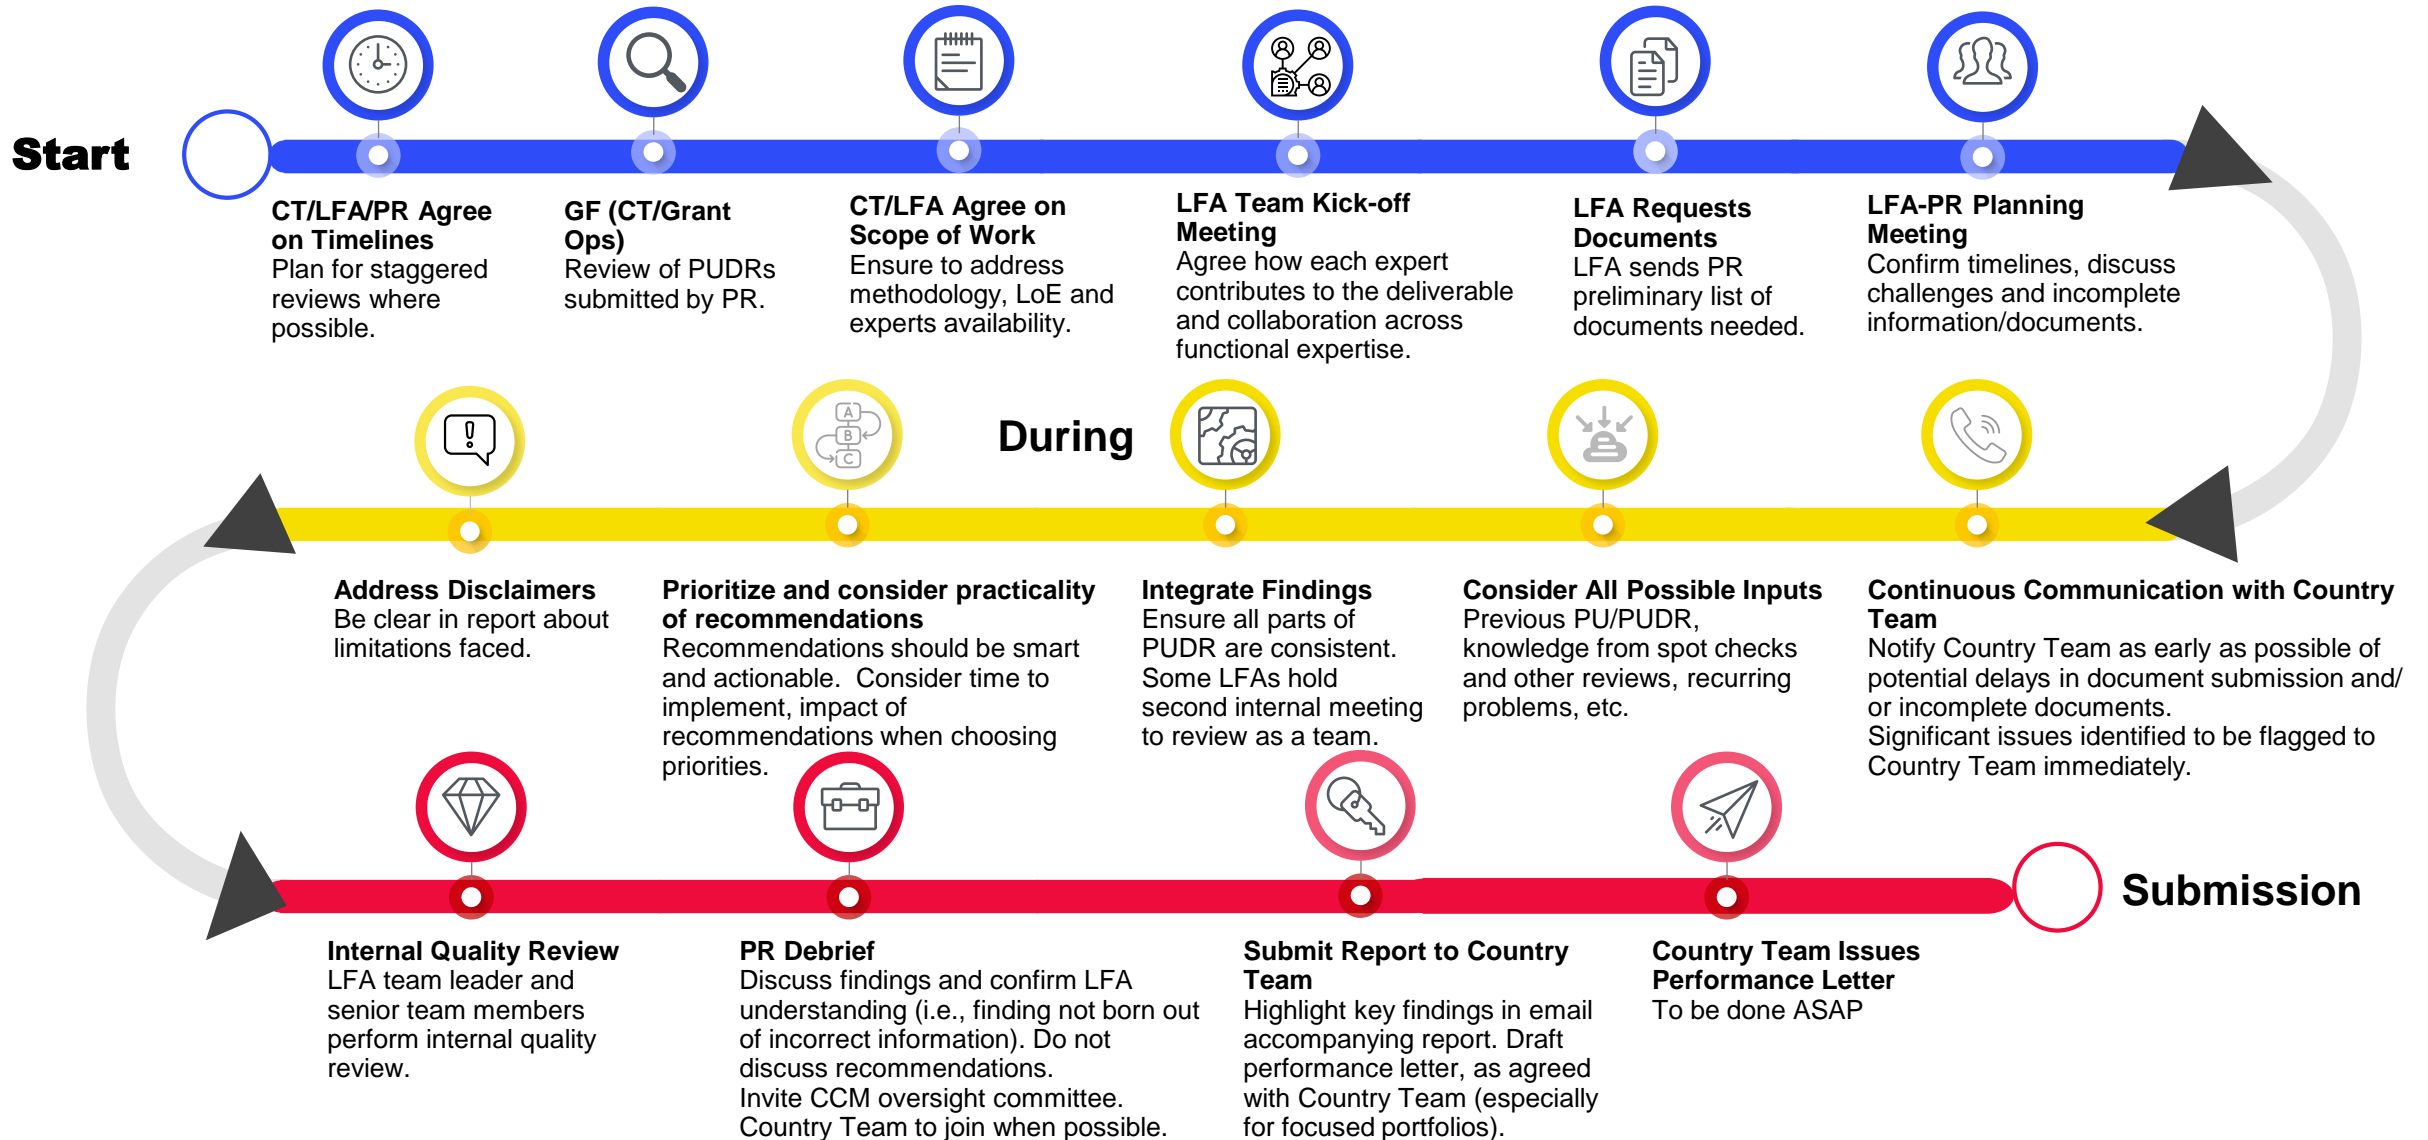 Start
CT/LFA/PR Agree
on Timelines
Plan for staggered
reviews where
possible.
GF (CT/Grant
Ops)
Review of PUDRs
submitted by PR.
CT/LFA Agree on
Scope of Work
Ensure to address
methodology, LoE and
experts availability.
LFA Team Kick-off
Meeting
Agree how each expert
contributes to the deliverable
and collaboration across
functional expertise.
LFA Requests
Documents
LFA sends PR
preliminary list of
documents needed.
LFA-PR Planning
Meeting
Confirm timelines, discuss
challenges and incomplete
information/documents.
During
A
B
C
Address Disclaimers
Be clear in report about
limitations faced.
Prioritize and consider practicality
of recommendations
Recommendations should be smart
and actionable.  Consider time to
implement, impact of
recommendations when choosing
priorities.
Integrate Findings
Ensure all parts of
PUDR are consistent.
Some LFAs hold
second internal meeting
to review as a team.
Consider All Possible Inputs
Previous PU/PUDR,
knowledge from spot checks
and other reviews, recurring
problems, etc.
Continuous Communication with Country
Team
Notify Country Team as early as possible of
potential delays in document submission and/
or incomplete documents.
Significant issues identified to be flagged to
Country Team immediately.
Submission
Internal Quality Review
LFA team leader and
senior team members
perform internal quality
review.
PR Debrief
Discuss findings and confirm LFA
understanding (i.e., finding not born out
of incorrect information). Do not
discuss recommendations.
Invite CCM oversight committee.
Country Team to join when possible.
Submit Report to Country
Team
Highlight key findings in email
accompanying report. Draft
performance letter, as agreed
with Country Team (especially
for focused portfolios).
Country Team Issues
Performance Letter
To be done ASAP